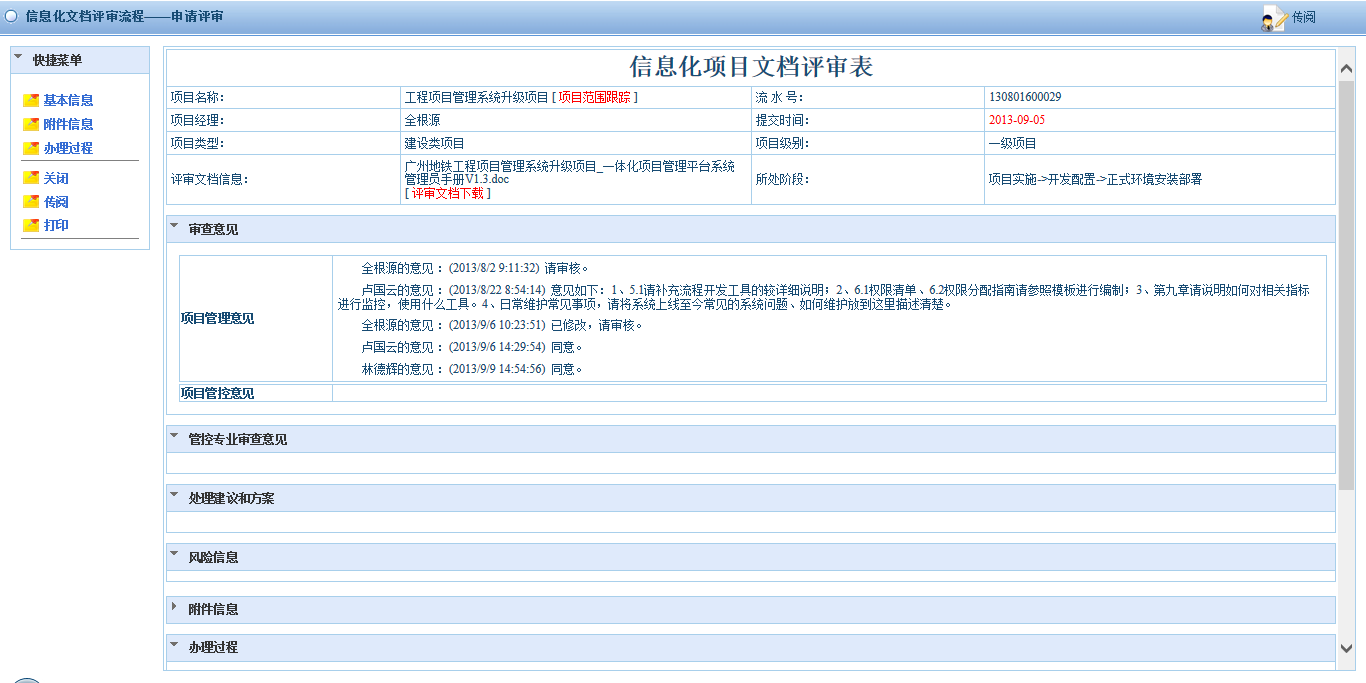 信息化文档评审流程——申请评审
传阅
快捷菜单
基本信息
附件信息
办理过程
关闭
传阅
打印
信息化项目文档评审表
项目名称： 工程项目管理系统升级项目 [ 项目范围跟踪 ] 流 水 号： 130801600029
项目经理： 全根源 提交时间： 2013-09-05
项目类型： 建设类项目 项目级别： 一级项目
评审文档信息： 广州地铁工程项目管理系统升级项目_一体化项目管理平台系统
管理员手册V1.3.doc
[ 评审文档下载 ]
所处阶段： 项目实施->开发配置->正式环境安装部署
审查意见
项目管理意见
全根源的意见： (2013/8/2 9:11:32) 请审核。
卢国云的意见： (2013/8/22 8:54:14) 意见如下：1、5.1请补充流程开发工具的较详细说明；2、6.1权限清单、6.2权限分配指南请参照模板进行编制；3、第九章请说明如何对相关指标
进行监控，使用什么工具。4、日常维护常见事项，请将系统上线至今常见的系统问题、如何维护放到这里描述清楚。
全根源的意见： (2013/9/6 10:23:51) 已修改，请审核。
卢国云的意见： (2013/9/6 14:29:54) 同意。
林德辉的意见： (2013/9/9 14:54:56) 同意。
项目管控意见
管控专业审查意见
处理建议和方案
风险信息
附件信息
办理过程